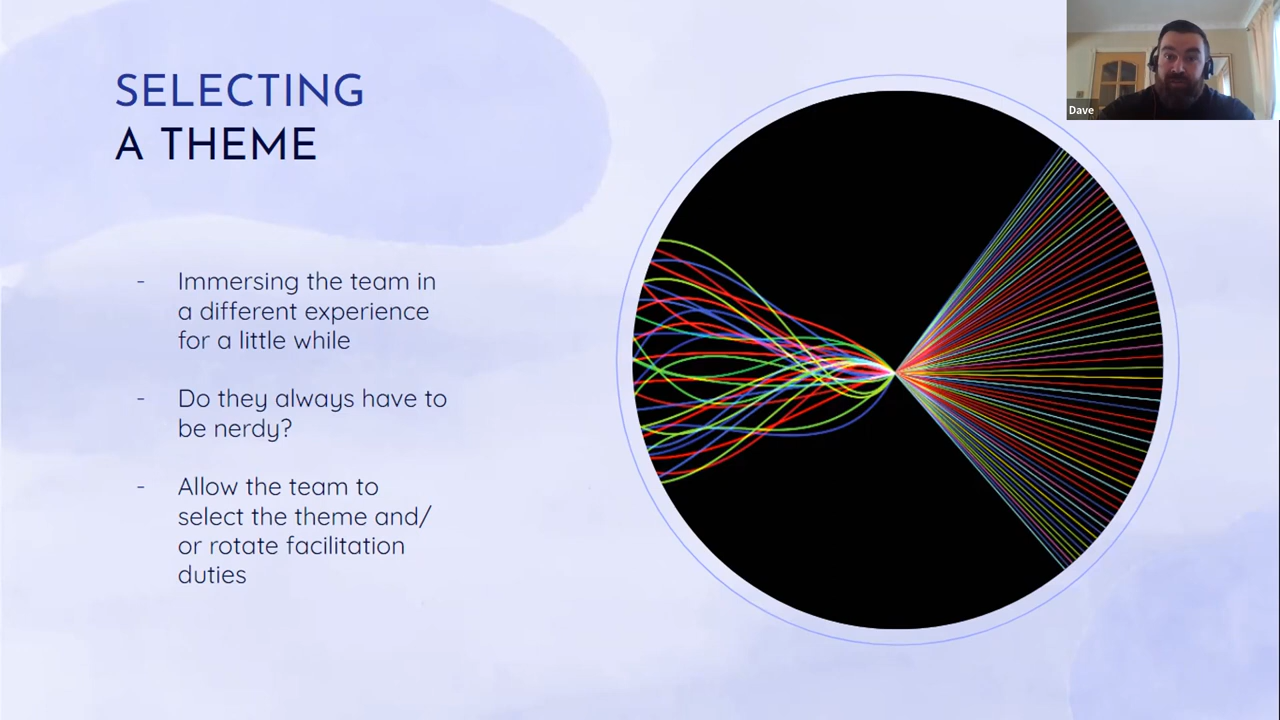 SELECTING
A THEME
- Immersing the team in
a different experience
for a little while
- Do they always have to
be nerdy?
- Allow the team to
select the theme and/
or rotate facilitation
duties
Dave